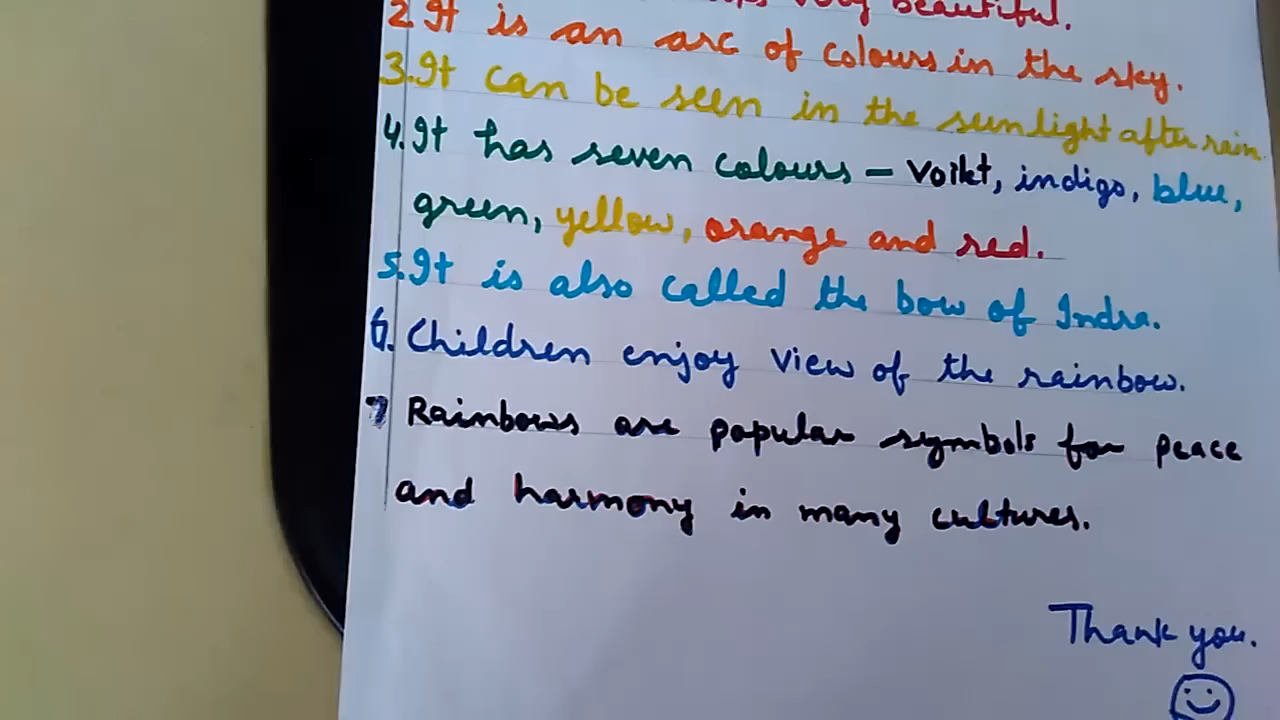 very beautiful.
2. It is an arc of colours in the sky.
3. It can be seen in the sunlight after rain.
4. It has seven colours – Voilet, indigo, blue,
green, yellow, orange and red.
5. It is also called the bow of Indra.
6. Children enjoy view of the rainbow.
7 Rainbows are popular symbols for peace
and harmony in many cultures.
Thank you.